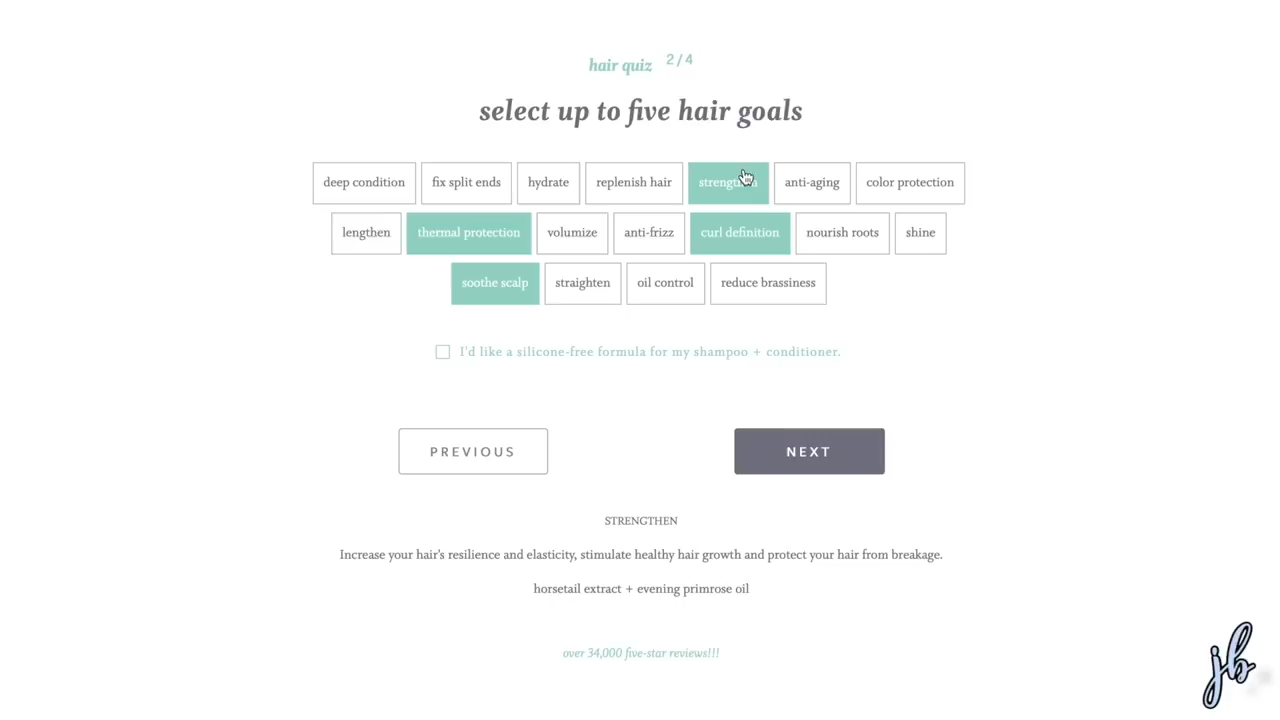 hair quiz 2/4
select up to five hair goals
deep condition fix split ends hydrate replenish hair strengthen anti-aging color protection
lengthen thermal protection volumize anti-frizz curl definition nourish roots shine
soothe scalp straighten oil control reduce brassiness
I'd like a silicone-free formula for my shampoo + conditioner.
PREVIOUS NEXT
STRENGTHEN
Increase your hair's resilience and elasticity, stimulate healthy hair growth and protect your hair from breakage.
horsetail extract + evening primrose oil
over 34,000 five-star reviews!!!
jb